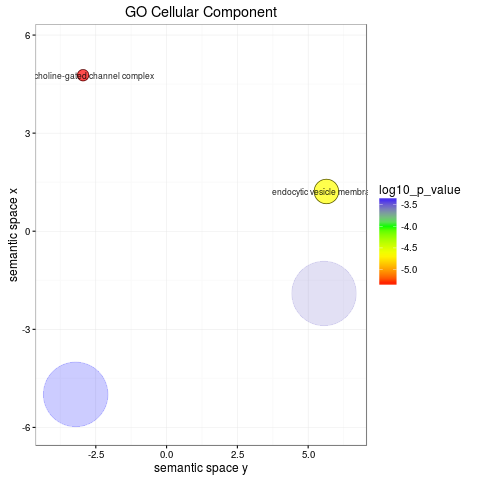 GO Cellular Component
6
3
0
-3
-6
semantic space x
choline-gated channel complex
endocytic vesicle membra
-2.5
0.0
2.5
5.0
semantic space y
log10_p_value
-3.5
-4.0
-4.5
-5.0